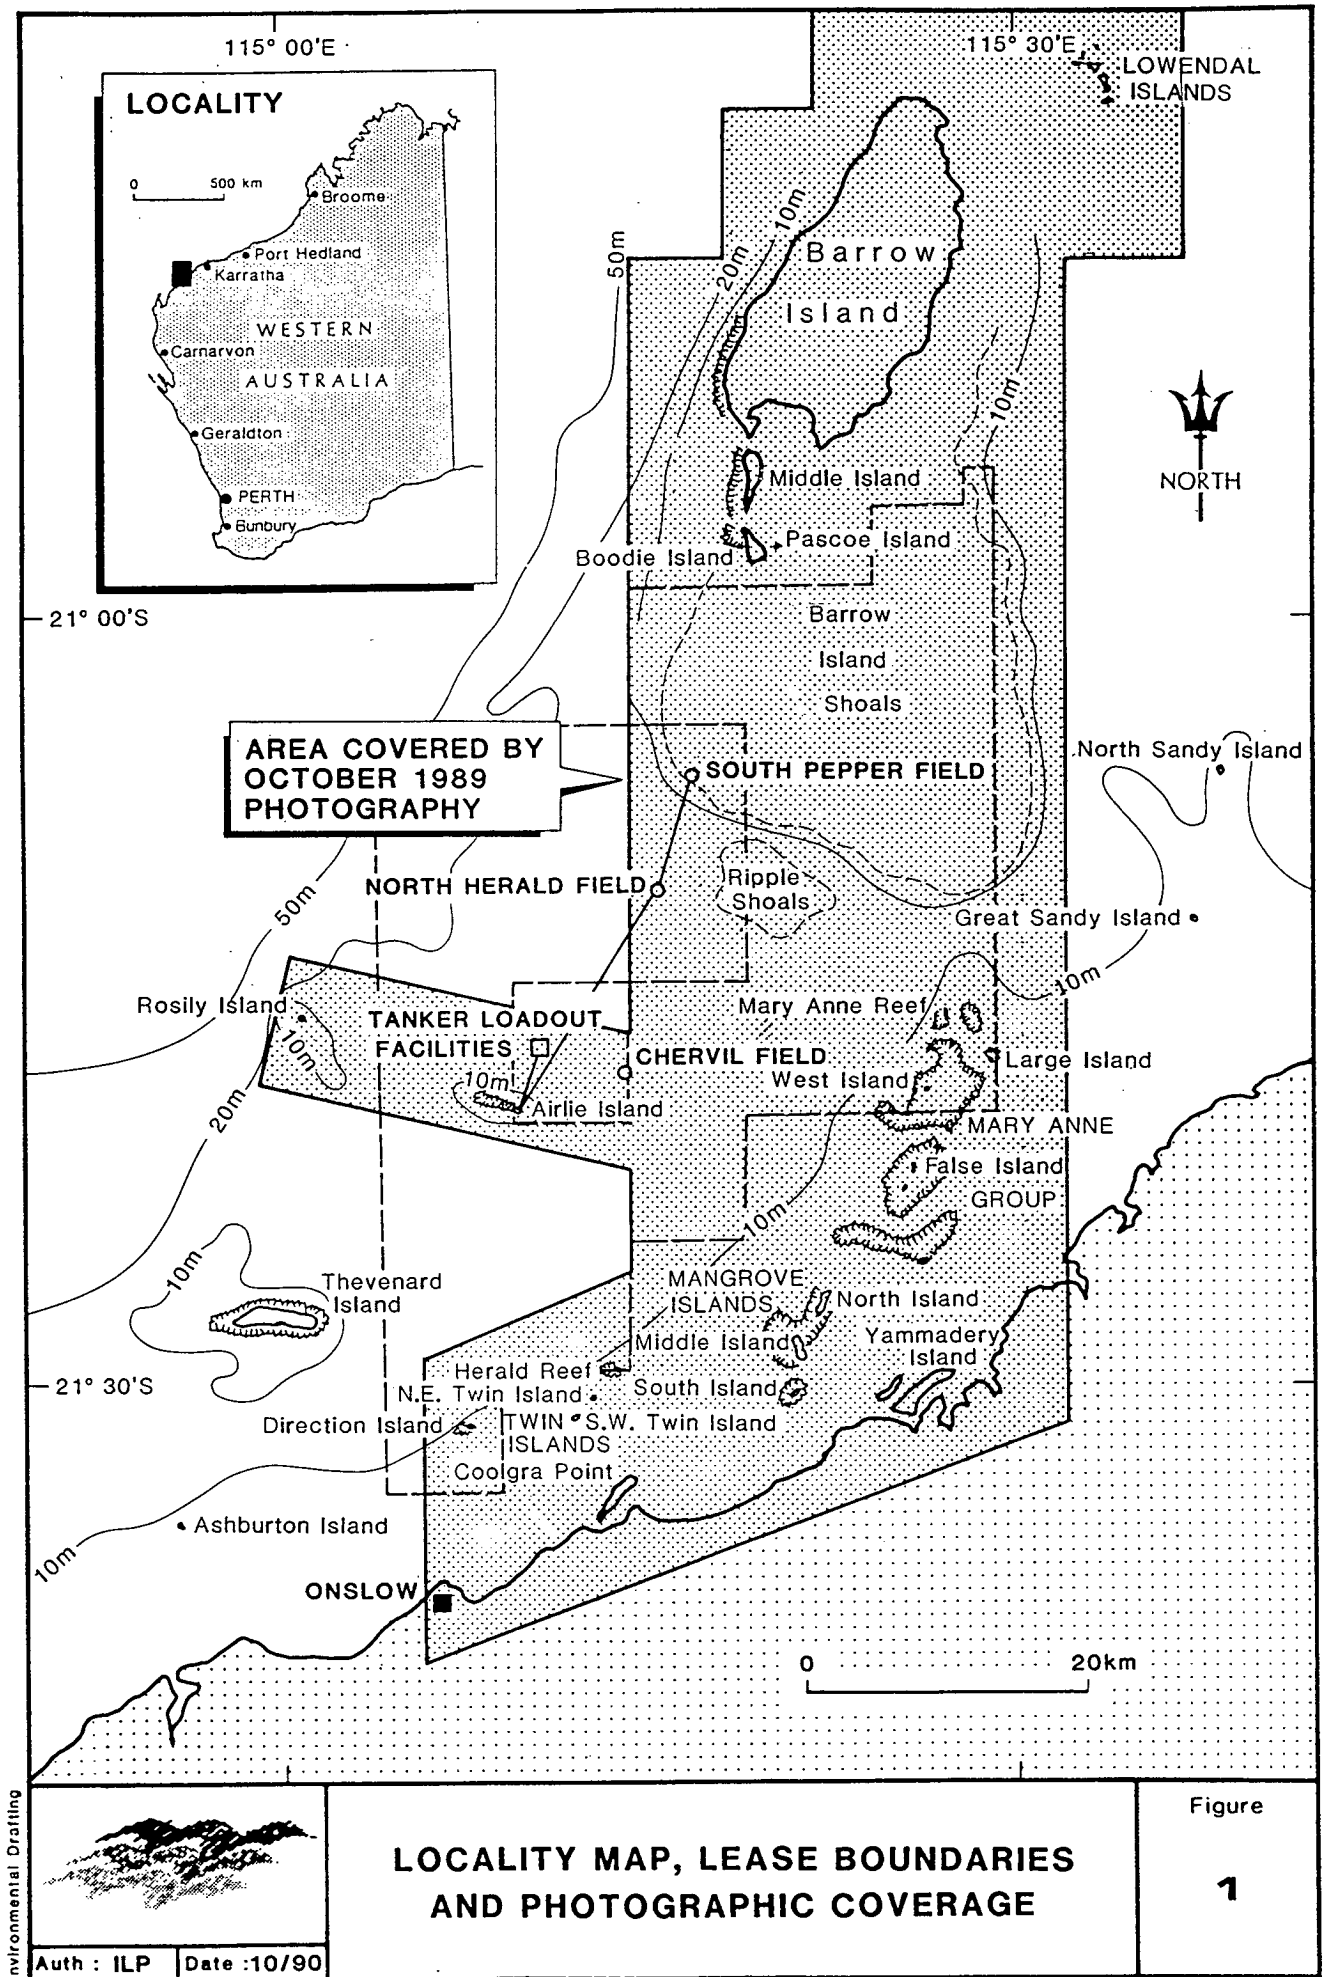 115° 00'E
115° 30'E
LOWENDAL
ISLANDS
LOCALITY
0 500 km
Broome
Port Hedland
Karratha
WESTERN
AUSTRALIA
Carnarvon
Geraldton
PERTH
Bunbury
50m
20m
10m
Barrow
Island
10m
NORTH
Middle Island
Pascoe Island
Boodie Island
21° 00'S
Barrow
Island
Shoals
AREA COVERED BY
OCTOBER 1989
PHOTOGRAPHY
SOUTH PEPPER FIELD
North Sandy Island
NORTH HERALD FIELD
Ripple
Shoals
50m
Great Sandy Island
10m
Rosily Island
10m
TANKER LOADOUT
FACILITIES
Mary Anne Reef
CHERVIL FIELD
Large Island
West Island
10m
Airlie Island
20m
MARY ANNE
False Island
GROUP
10m
10m
Thevenard
Island
MANGROVE
ISLANDS
North Island
Middle Island
Yammadery
Island
21° 30'S
Herald Reef
N.E. Twin Island
South Island
Direction Island
TWIN
ISLANDS
S.W. Twin Island
Coolgra Point
Ashburton Island
10m
ONSLOW
0 20km
nvironmental Drafting
Auth : ILP
Date :10/90
LOCALITY MAP, LEASE BOUNDARIES
AND PHOTOGRAPHIC COVERAGE
Figure
1